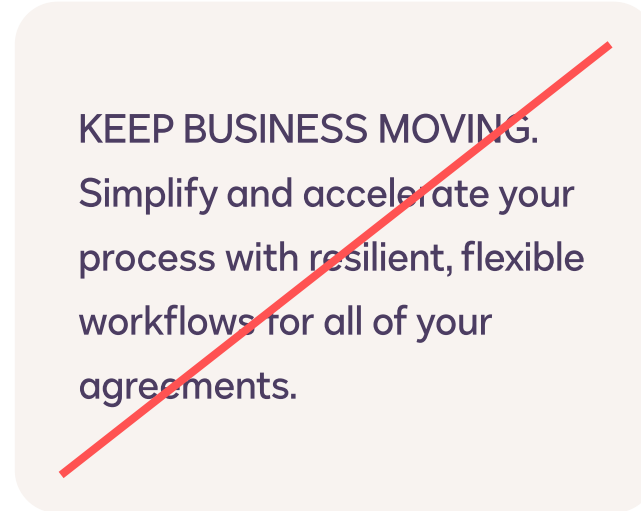 KEEP BUSINESS MOVING.
Simplify and accelerate your
process with resilient, flexible
workflows for all of your
agreements.